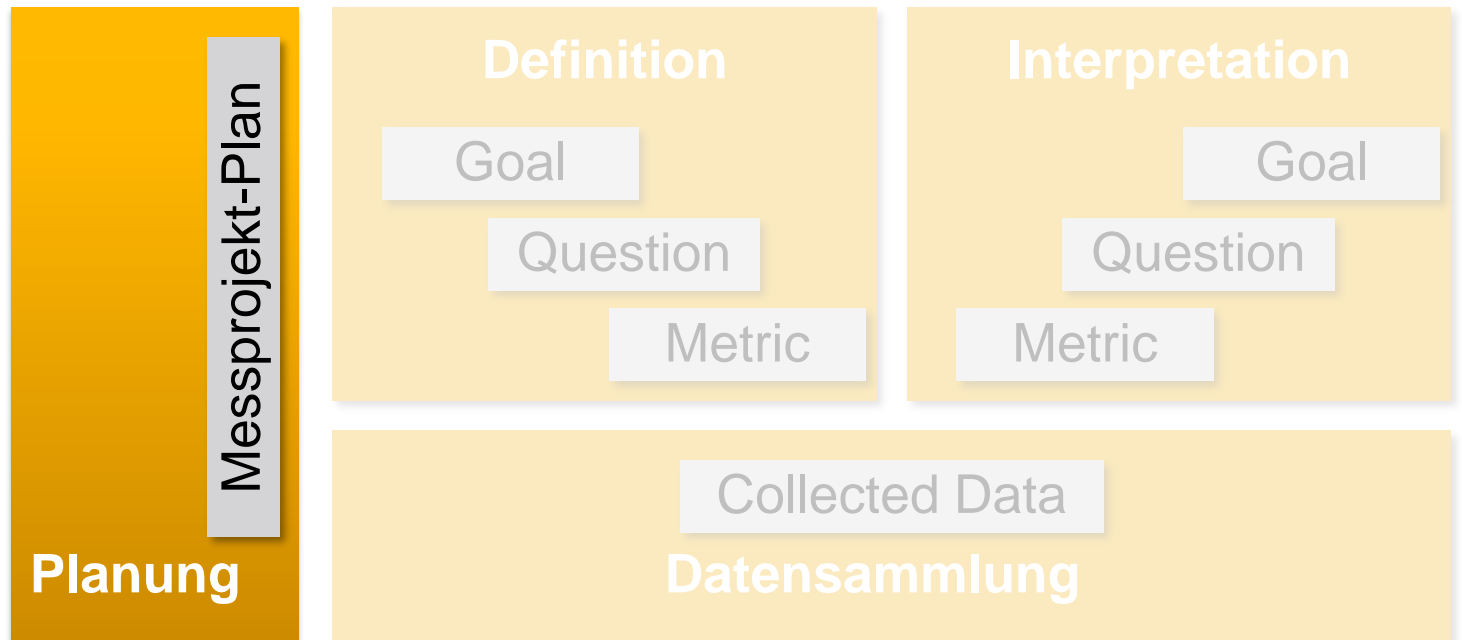 Messprojekt-Plan
Planung
Definition
Goal
Question
Metric
Interpretation
Goal
Question
Metric
Collected Data
Datensammlung